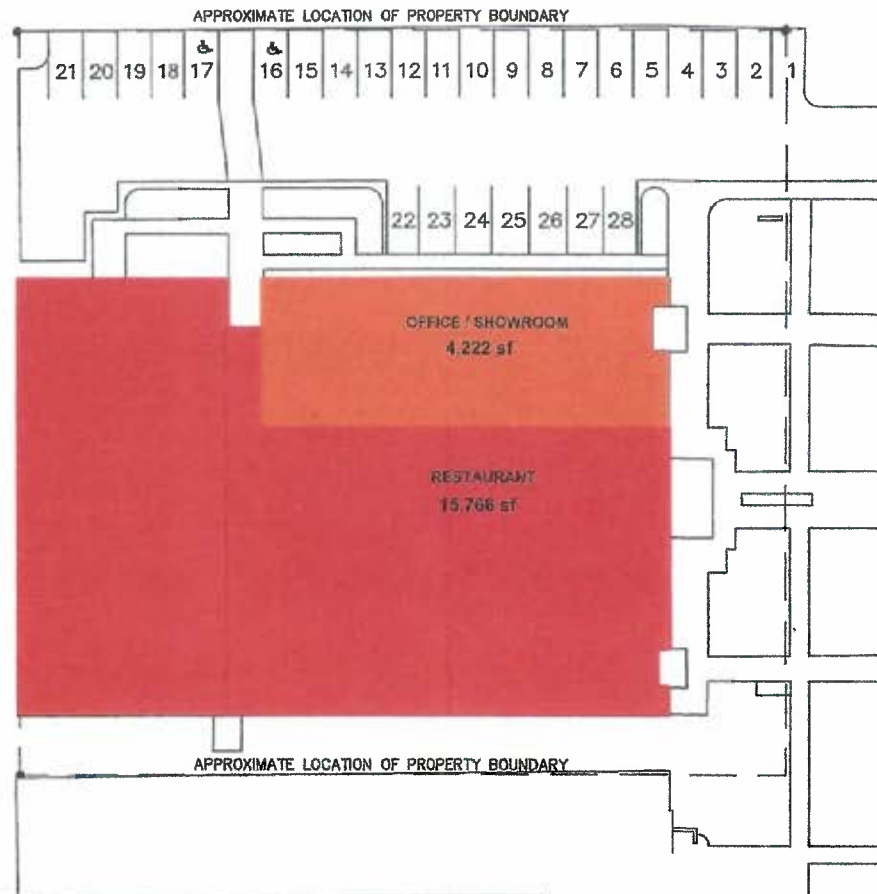 APPROXIMATE LOCATION OF PROPERTY BOUNDARY
21 20 19 18 17 16 15 14 13 12 11 10 9 8 7 6 5 4 3 2 1
22 23 24 25 26 27 28
OFFICE / SHOWROOM
4,222 sf
RESTAURANT
15,766 sf
APPROXIMATE LOCATION OF PROPERTY BOUNDARY